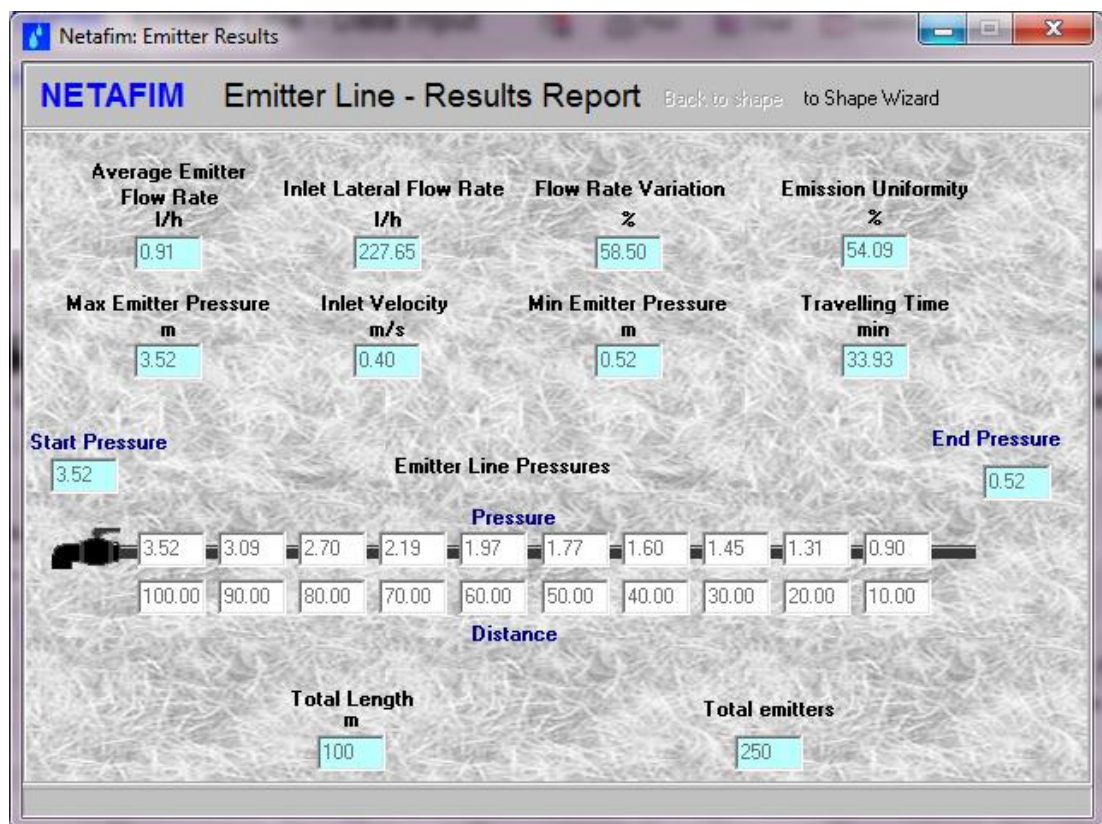 Netafim: Emitter Results
NETAFIM Emitter Line - Results Report Back to shape to Shape Wizard
Average Emitter
Flow Rate
l/h
0.91
Inlet Lateral Flow Rate
l/h
227.65
Flow Rate Variation
%
58.50
Emission Uniformity
%
54.09
Max Emitter Pressure
m
3.52
Inlet Velocity
m/s
0.40
Min Emitter Pressure
m
0.52
Travelling Time
min
33.93
Start Pressure
3.52
Emitter Line Pressures
End Pressure
0.52
Pressure
3.52 3.09 2.70 2.19 1.97 1.77 1.60 1.45 1.31 0.90
100.00 90.00 80.00 70.00 60.00 50.00 40.00 30.00 20.00 10.00
Distance
Total Length
m
100
Total emitters
250